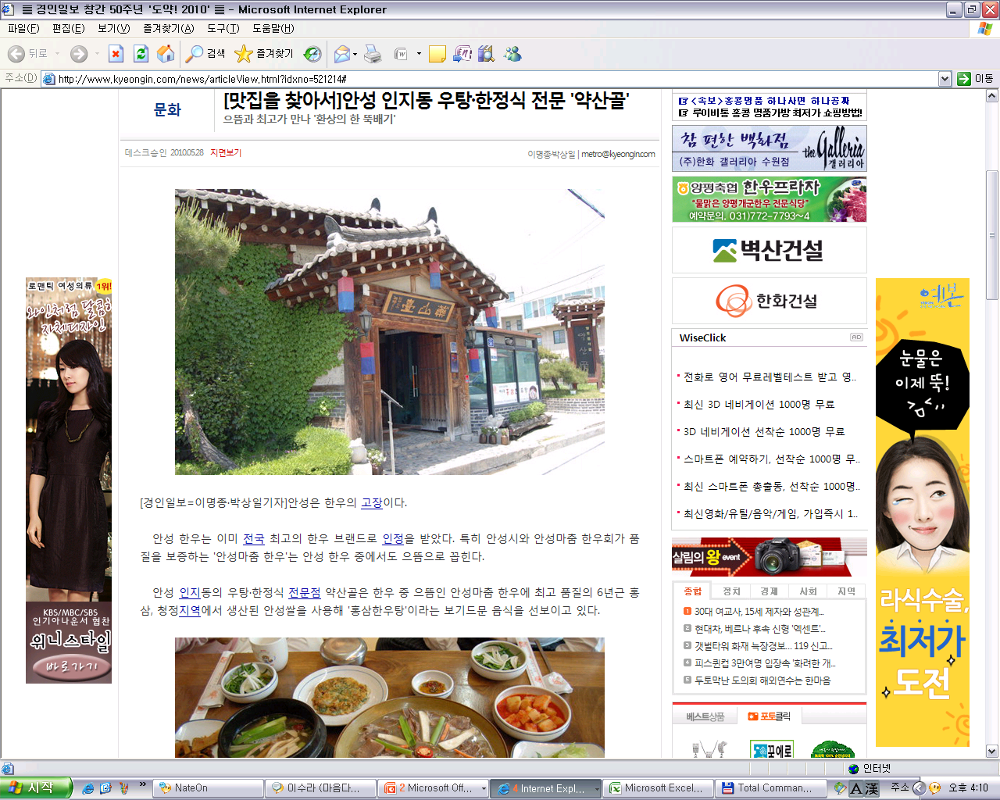 ▤ 경인일보 창간 50주년 '도약! 2010' ▤ - Microsoft Internet Explorer
파일(F) 편집(E) 보기(V) 즐겨찾기(A) 도구(T) 도움말(H)
뒤로 검색 즐겨찾기
주소(D) http://www.kyeongin.com/news/articleView.html?idxno=521214# 이동
문화
[맛집을 찾아서]안성 인지동 우탕·한정식 전문 '약산골'
으뜸과 최고가 만나 '환상의 한 뚝배기'
데스크승인 2010.05.28 지면보기
이명종박상일 | metro@kyeongin.com
[경인일보=이명종·박상일기자]안성은 한우의 고장이다.
안성 한우는 이미 전국 최고의 한우 브랜드로 인정을 받았다. 특히 안성시와 안성마춤 한우회가 품
질을 보증하는 '안성마춤 한우'는 안성 한우 중에서도 으뜸으로 꼽힌다.
안성 인지동의 우탕·한정식 전문점 약산골은 한우 중 으뜸인 안성마춤 한우에 최고 품질의 6년근 홍
삼, 청정지역에서 생산된 안성쌀을 사용해 '홍삼한우탕'이라는 보기드문 음식을 선보이고 있다.
로맨틱 여성의류 1위!
와인처럼 달콤한
자체디자인
KBS/MBC/SBS
인기아나운서 협찬
위니스타일
바로가기
<속보>홍콩명품 하나사면 하나공짜
루이비통 홍콩 명품가방 최저가 쇼핑방법!
참 편한 백화점
(주)한화 갤러리아 수원점
the Galleria
갤러리아
양평축협 한우프라자
"물맑은 양평개군한우 전문식당"
예약문의. 031)772-7793~4
벽산건설
한화건설
WiseClick AD
전화로 영어 무료레벨테스트 받고 영..
최신 3D 네비게이션 1000명 무료
3D 네비게이션 선착순 1000명 무료
스마트폰 예약하기, 선착순 1000명 무..
최신 스마트폰 총출동, 선착순 1000명..
최신영화/유틸/음악/게임, 가입즉시 1..
살림의 왕 event
종합 정치 경제 사회 지역
1 30대 여교사, 15세 제자와 성관계...
2 현대차, 베르나 후속 신형 '엑센트'...
3 갯벌타워 화재 늑장경보... 119 신고...
4 피스퀸컵 3만여명 입장속 '화려한 개...
5 두토막난 도의회 해외연수는 한마음
베스트상품 포토클릭
꼬에로
예본
눈물은
이제 뚝!
라식수술,
최저가
도전
인터넷
시작 NateOn 이수라 (마음다... 2 Microsoft Off... 4 Internet Expl... Microsoft Excel... Total Comman... A 漢 주소 오후 4:10